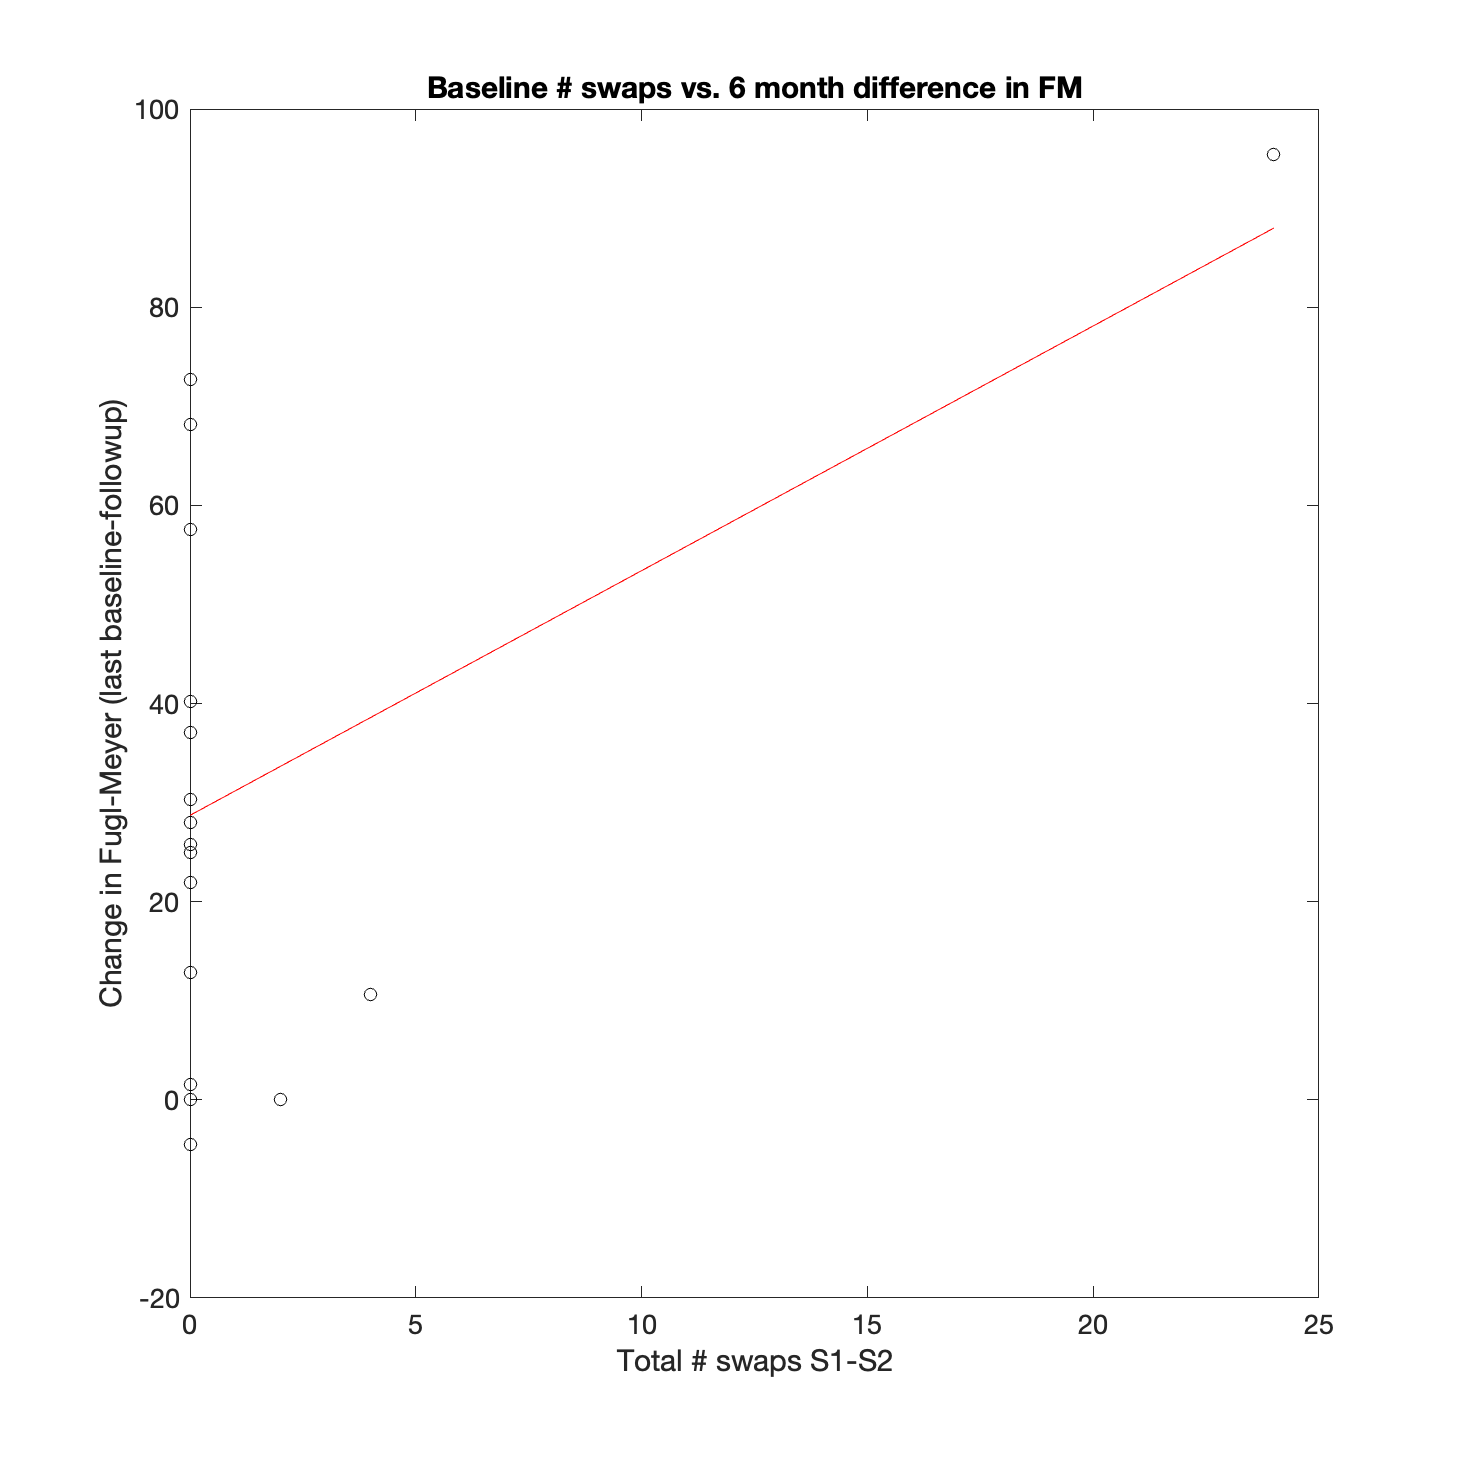 Baseline # swaps vs. 6 month difference in FM
100
80
60
40
20
0
-20
Change in Fugl-Meyer (last baseline-followup)
0 5 10 15 20 25
Total # swaps S1-S2